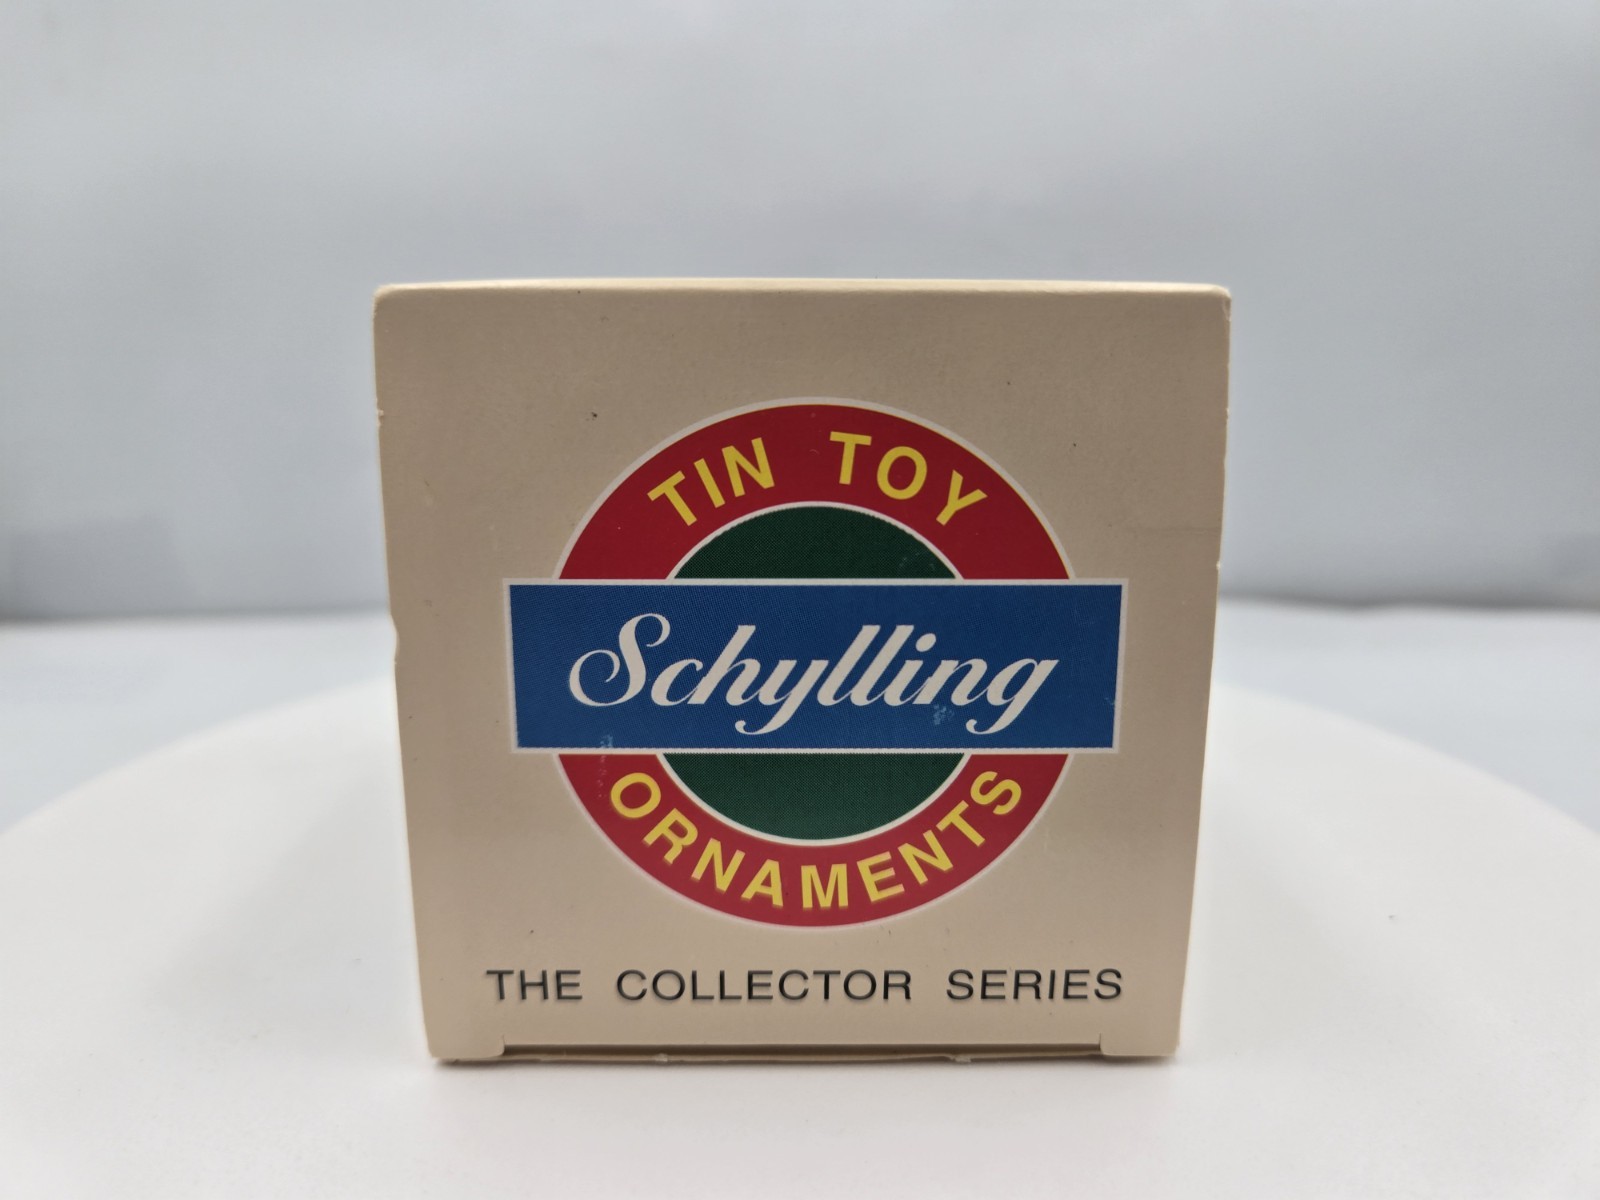 TIN TOY
Schylling
ORNAMENTS
THE COLLECTOR SERIES